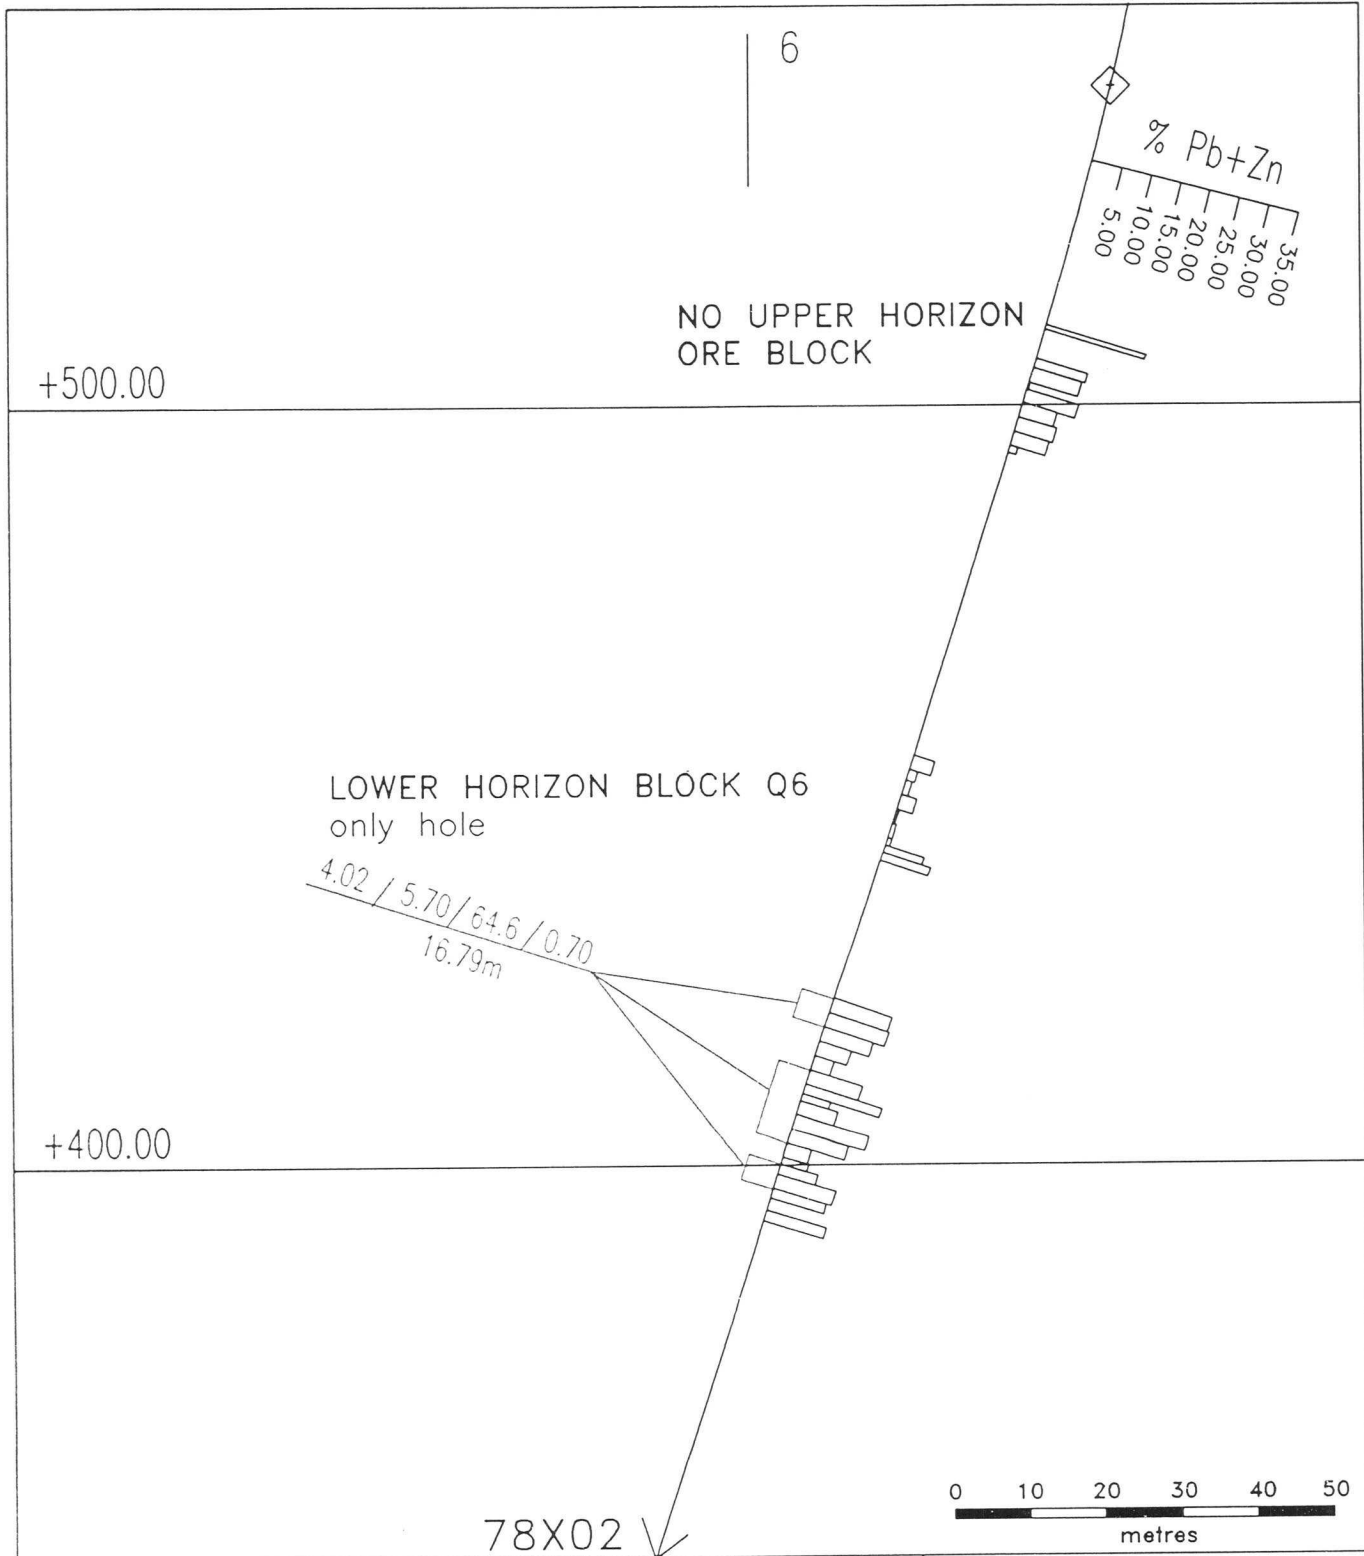 6
% Pb+Zn
5.00
10.00
15.00
20.00
25.00
30.00
35.00
NO UPPER HORIZON
ORE BLOCK
+500.00
LOWER HORIZON BLOCK Q6
only hole
4.02 / 5.70 / 64.6 / 0.70
16.79m
+400.00
78X02
0 10 20 30 40 50
metres